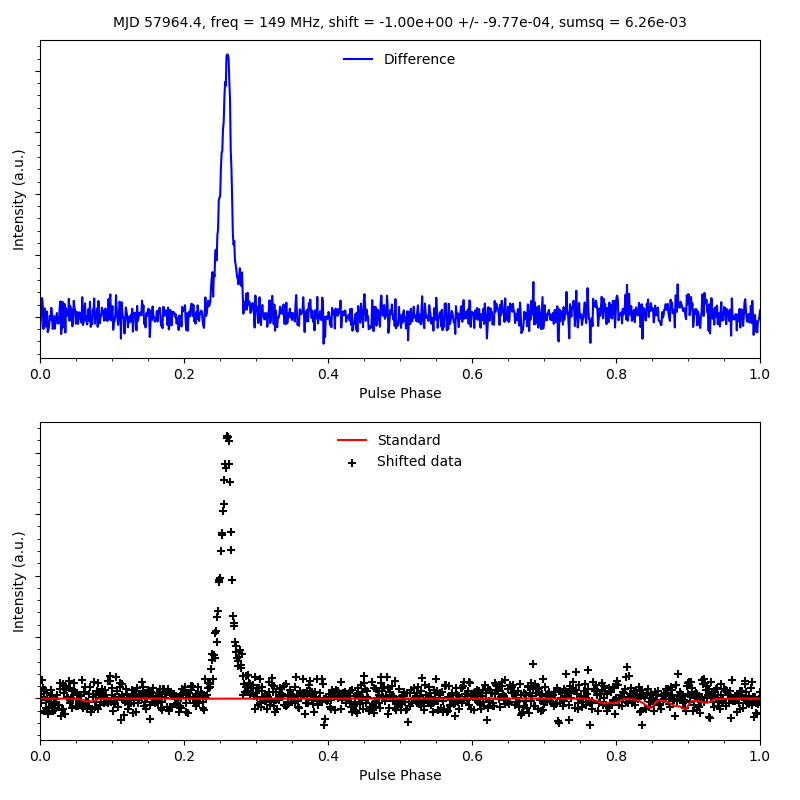 MJD 57964.4, freq = 149 MHz, shift = -1.00e+00 +/- -9.77e-04, sumsq = 6.26e-03
Difference
Intensity (a.u.)
0.0 0.2 0.4 0.6 0.8 1.0
Pulse Phase
Standard
Shifted data
Intensity (a.u.)
0.0 0.2 0.4 0.6 0.8 1.0
Pulse Phase